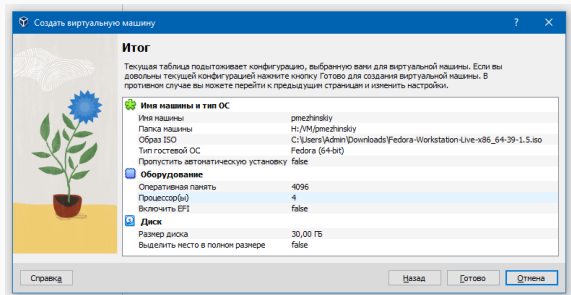 Создать виртуальную машину
?
Итог
Текущая таблица подытоживает конфигурацию, выбранную вами для виртуальной машины. Если вы
довольны текущей конфигурацией нажмите кнопку Готово для создания виртуальной машины. В
противном случае вы можете перейти к предыдущим страницам и изменить настройки.
Имя машины и тип ОС
Имя машины pmezhinskiy
Папка машины H:/VM/pmezhinskiy
Образ ISO C:\Users\Admin\Downloads\Fedora-Workstation-Live-x86_64-39-1.5.iso
Тип гостевой ОС Fedora (64-bit)
Пропустить автоматическую установку false
Оборудование
Оперативная память 4096
Процессор(ы) 4
Включить EFI false
Диск
Размер диска 30,00 ГБ
Выделить место в полном размере false
Справка Назад Готово Отмена